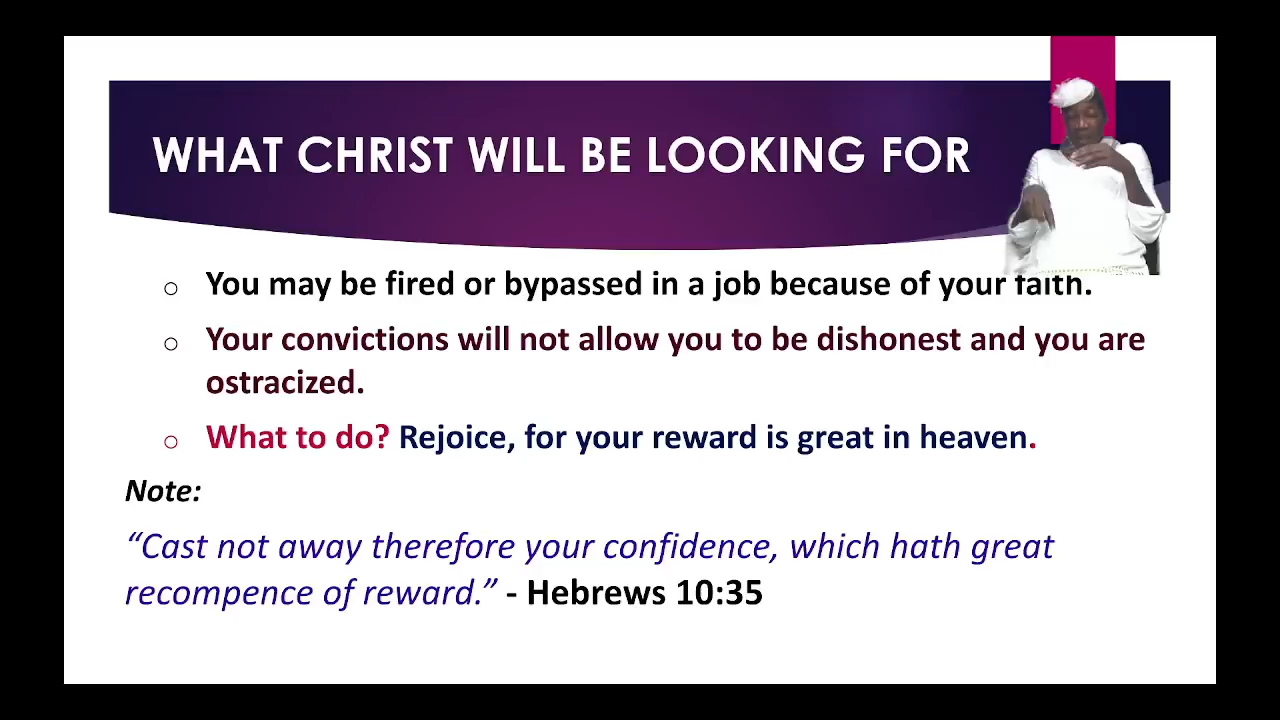 WHAT CHRIST WILL BE LOOKING FOR
You may be fired or bypassed in a job because of your faith.
Your convictions will not allow you to be dishonest and you are
ostracized.
What to do? Rejoice, for your reward is great in heaven.
Note:
“Cast not away therefore your confidence, which hath great
recompence of reward.” - Hebrews 10:35